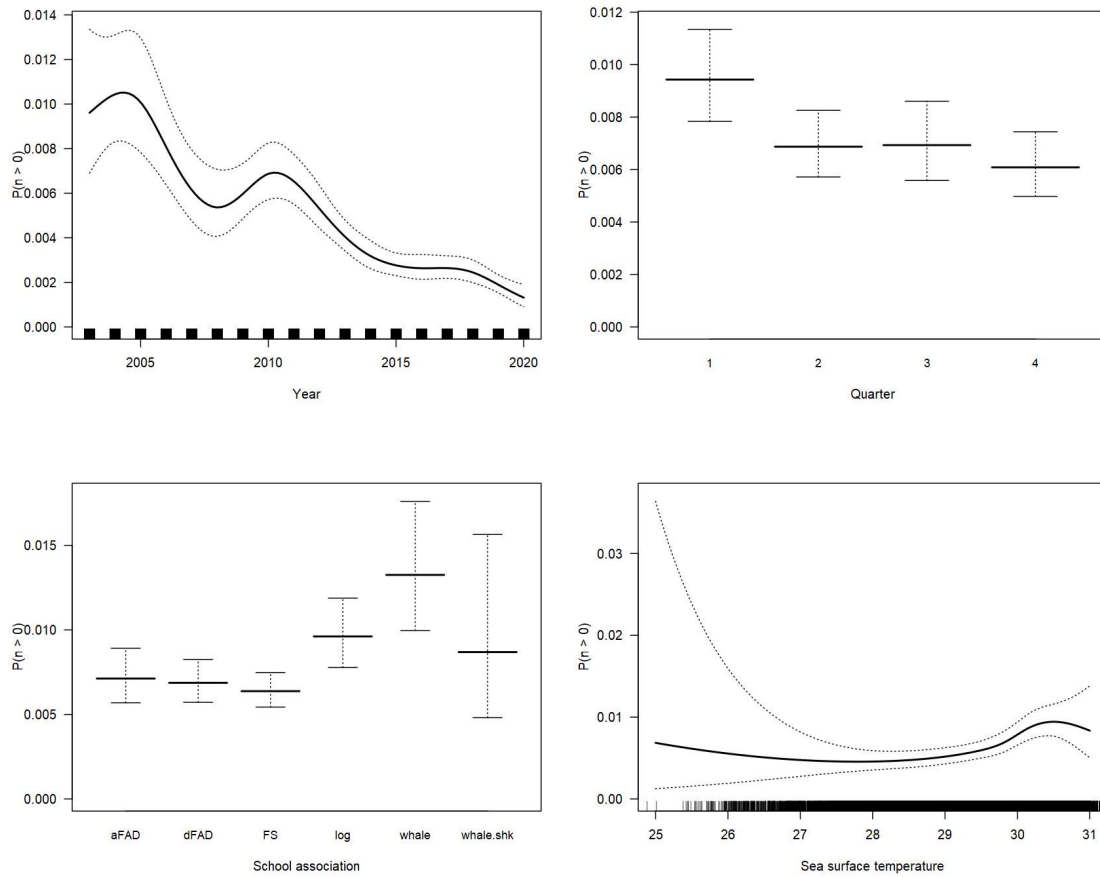 0.014
0.012
0.010
0.008
0.006
0.004
0.002
0.000
P(n > 0)
2005 2010 2015 2020
Year
0.012
0.010
0.008
0.006
0.004
0.002
0.000
P(n > 0)
1 2 3 4
Quarter
0.015
0.010
0.005
0.000
P(n > 0)
aFAD dFAD FS log whale whale.shk
School association
0.03
0.02
0.01
0.00
P(n > 0)
25 26 27 28 29 30 31
Sea surface temperature